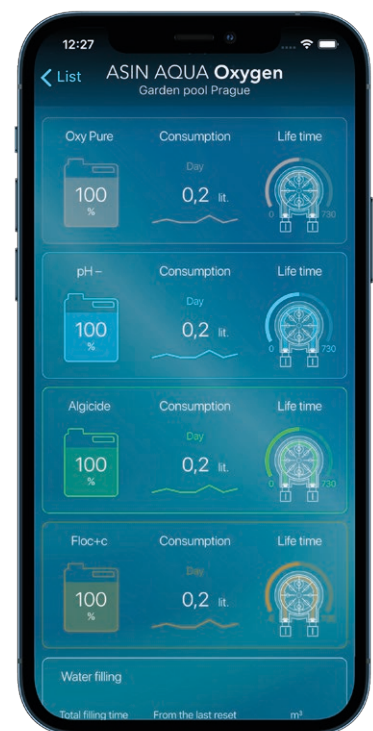 12:27
List
ASIN AQUA Oxygen
Garden pool Prague
Oxy Pure Consumption Life time
Day
100 % 0,2 lit.
0 730
pH – Consumption Life time
Day
100 % 0,2 lit.
0 730
Algicide Consumption Life time
Day
100 % 0,2 lit.
0 730
Floc+c Consumption Life time
Day
100 % 0,2 lit.
Water filling
Total filling time From the last reset m³